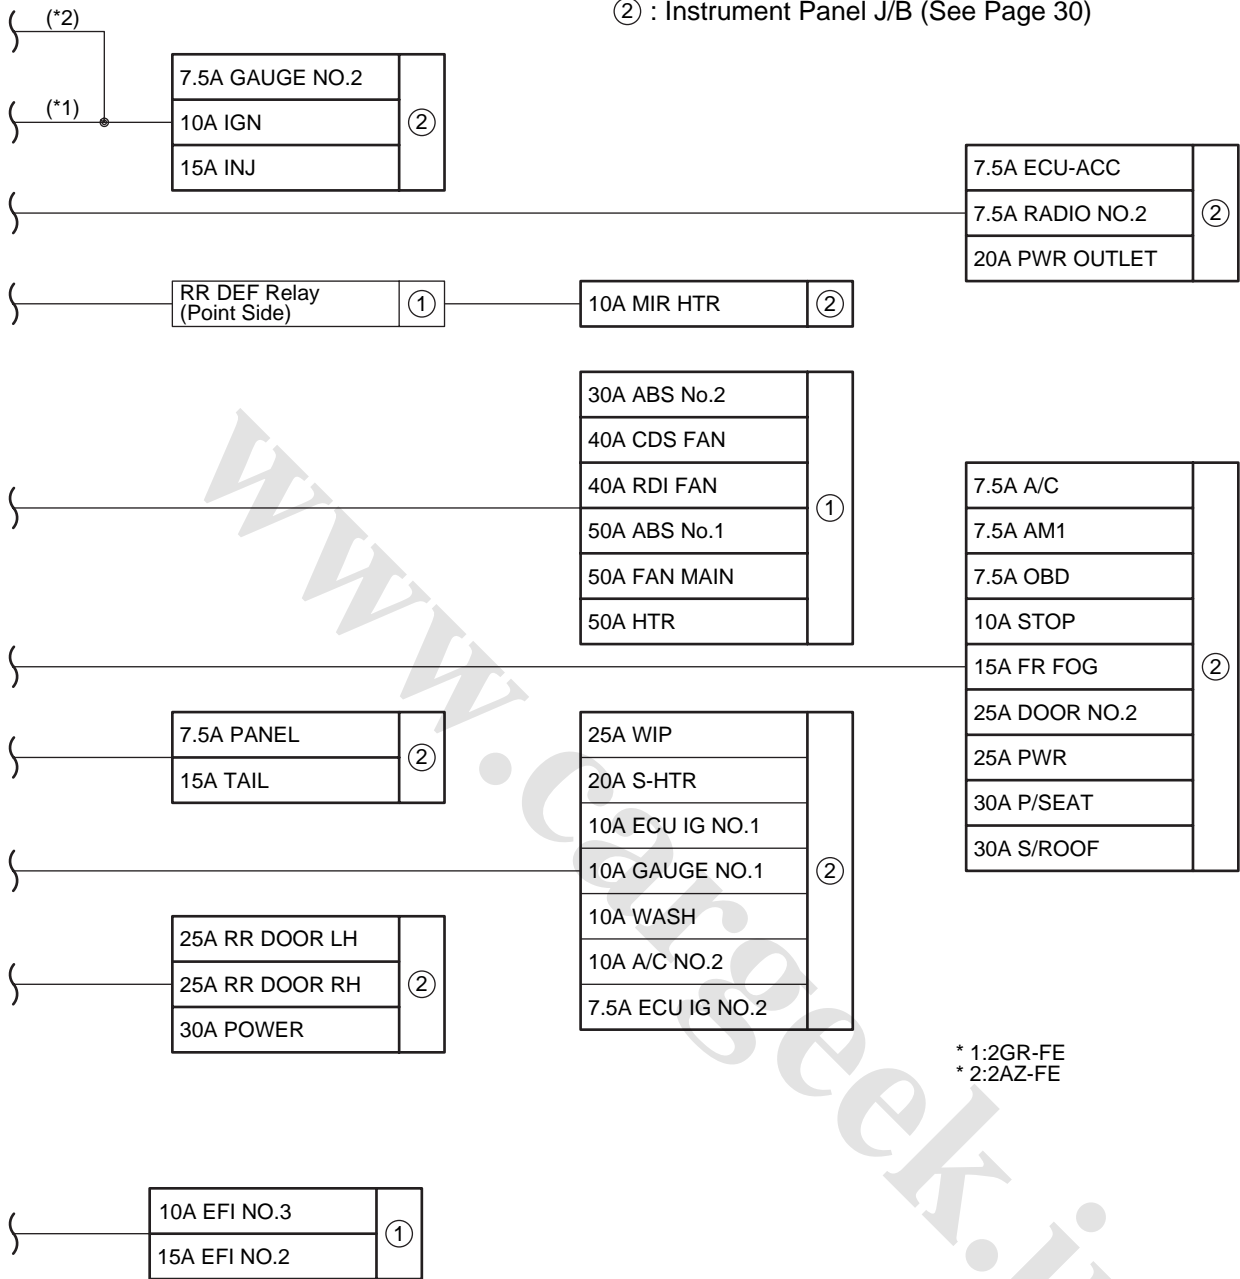 ② : Instrument Panel J/B (See Page 30)
(*2)
(*1)
7.5A GAUGE NO.2
10A IGN
15A INJ
②
7.5A ECU-ACC
7.5A RADIO NO.2
20A PWR OUTLET
②
RR DEF Relay
(Point Side)
①
10A MIR HTR
②
30A ABS No.2
40A CDS FAN
40A RDI FAN
50A ABS No.1
50A FAN MAIN
50A HTR
①
7.5A A/C
7.5A AM1
7.5A OBD
10A STOP
15A FR FOG
25A DOOR NO.2
25A PWR
30A P/SEAT
30A S/ROOF
②
7.5A PANEL
15A TAIL
②
25A WIP
20A S-HTR
10A ECU IG NO.1
10A GAUGE NO.1
10A WASH
10A A/C NO.2
7.5A ECU IG NO.2
②
25A RR DOOR LH
25A RR DOOR RH
30A POWER
②
* 1:2GR-FE
* 2:2AZ-FE
10A EFI NO.3
15A EFI NO.2
①
www.cargeek.i